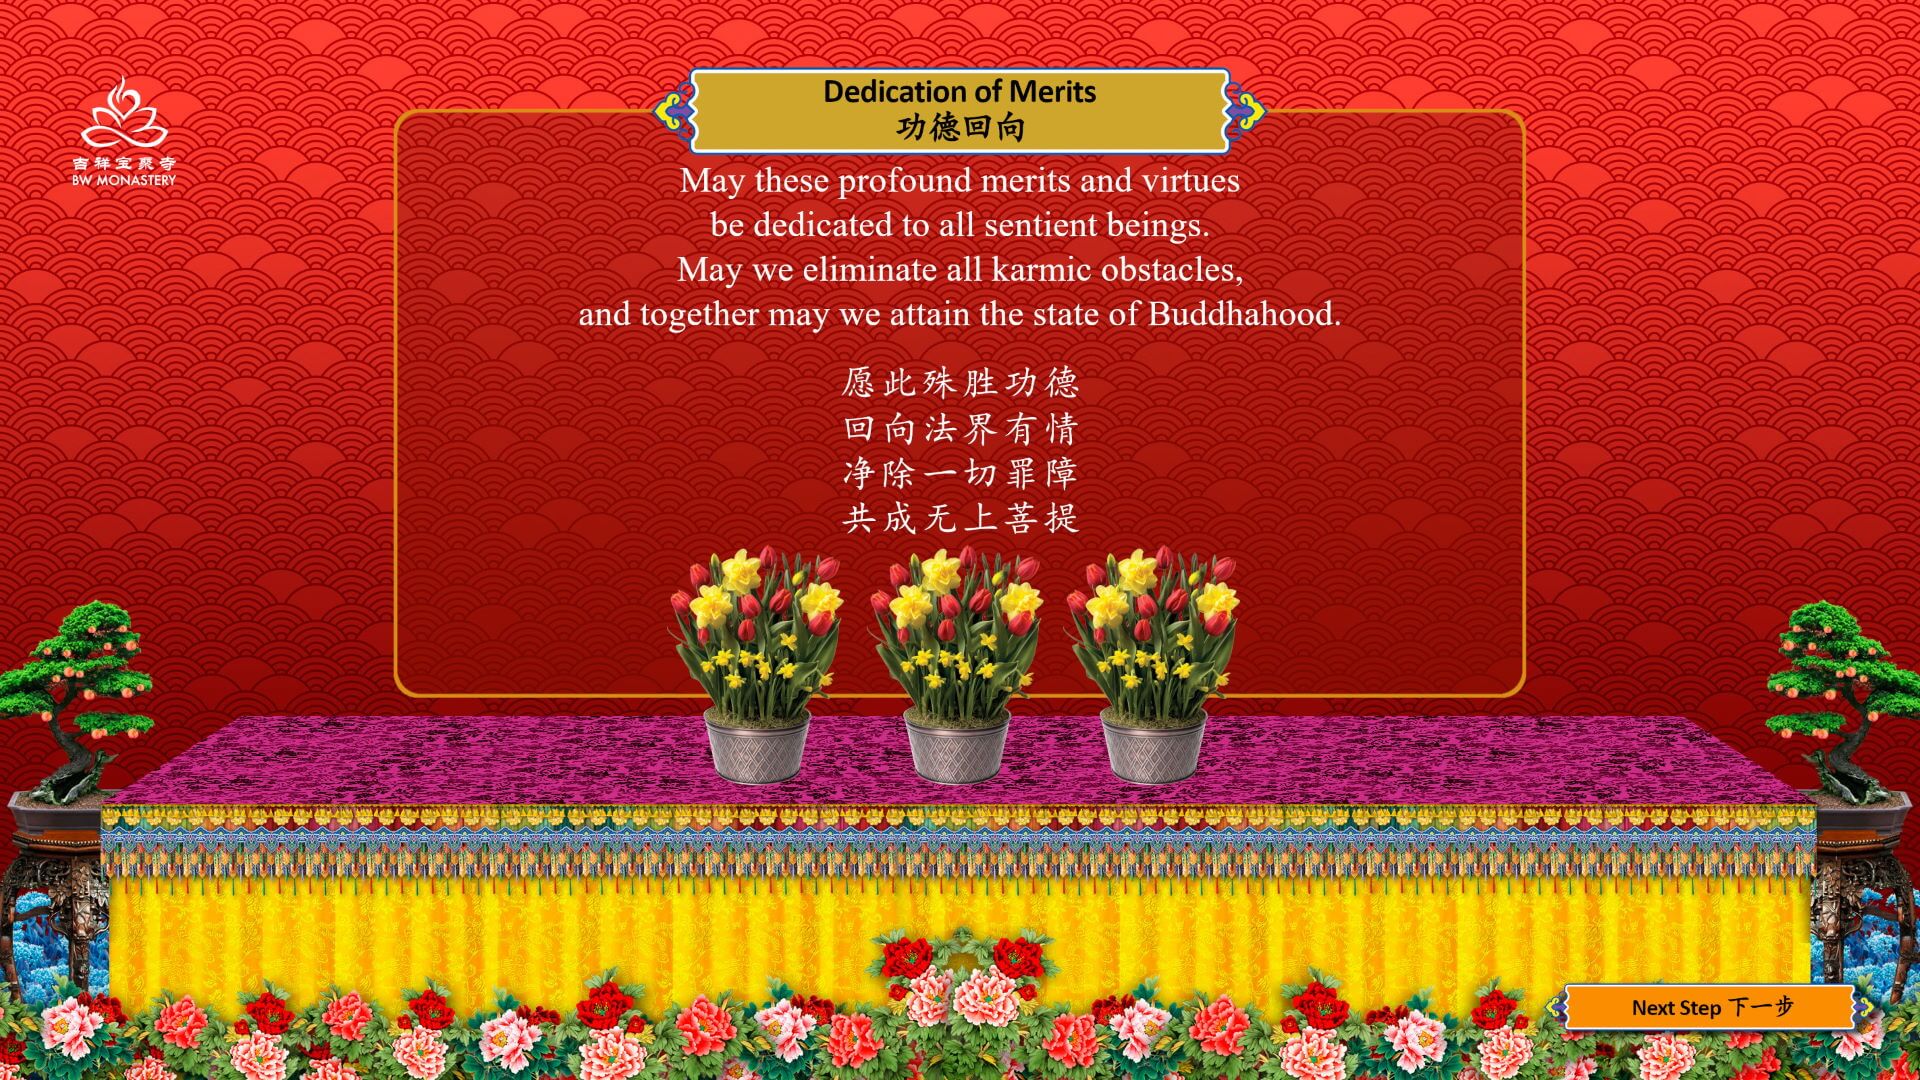 吉祥宝聚寺
BW MONASTERY
Dedication of Merits
功德回向
May these profound merits and virtues
be dedicated to all sentient beings.
May we eliminate all karmic obstacles,
and together may we attain the state of Buddhahood.
愿此殊胜功德
回向法界有情
净除一切罪障
共成无上菩提
Next Step 下一步